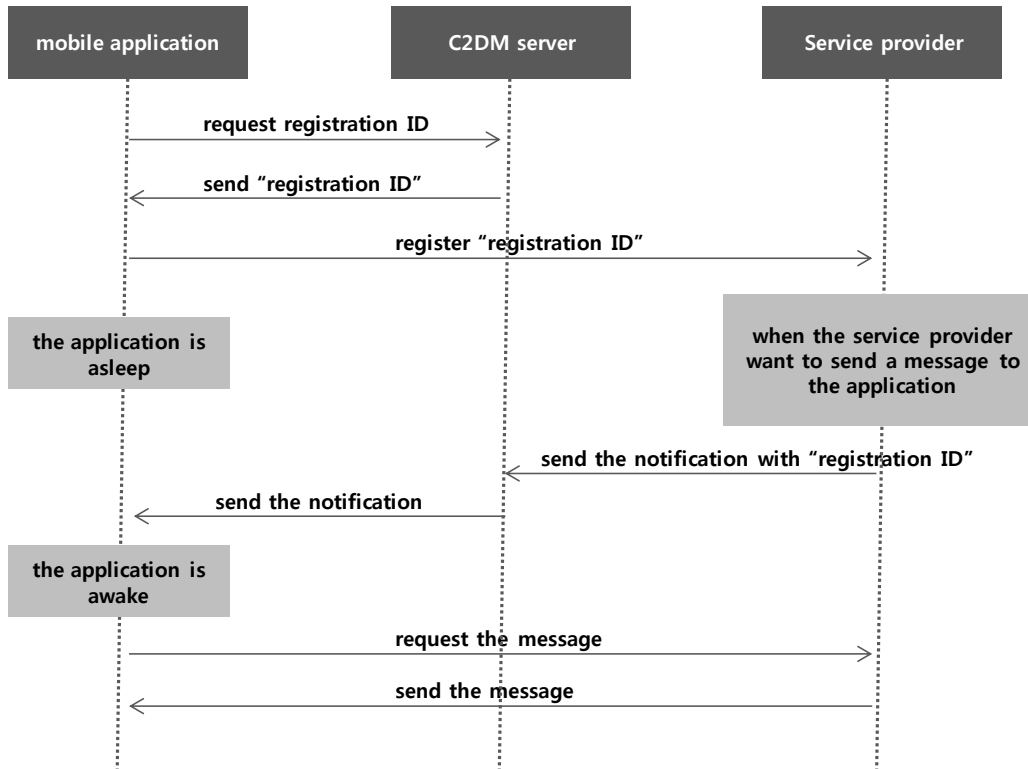 mobile application
C2DM server
Service provider
request registration ID
send “registration ID”
register “registration ID”
the application is
asleep
when the service provider
want to send a message to
the application
send the notification with “registration ID”
send the notification
the application is
awake
request the message
send the message